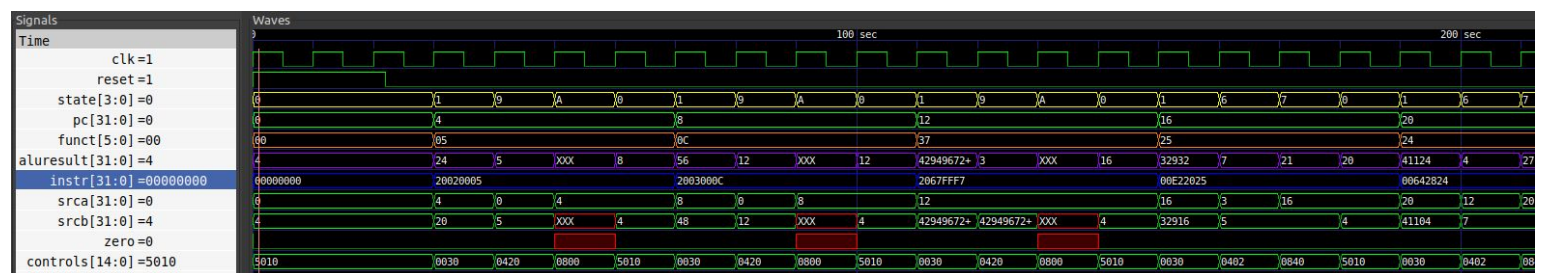 Signals Waves
Time 0 100 sec 200 sec
clk=1
reset=1
state[3:0]=0 0 1 9 A 0 1 9 A 0 1 9 A 0 1 6 7 0 1 6 7
pc[31:0]=0 0 4 8 12 16 20
funct[5:0]=00 00 05 0C 37 25 24
aluresult[31:0]=4 4 24 5 XXX 8 56 12 XXX 12 42949672+ 3 XXX 16 32932 7 21 20 41124 4 27
instr[31:0]=00000000 00000000 20020005 2003000C 2067FFF7 00E22025 00642824
srca[31:0]=0 0 4 0 4 8 0 8 12 16 3 16 20 12 20
srcb[31:0]=4 4 20 5 XXX 4 48 12 XXX 4 42949672+ 42949672+ XXX 4 32916 5 4 41104 7
zero=0
controls[14:0]=5010 5010 0030 0420 0800 5010 0030 0420 0800 5010 0030 0420 0800 5010 0030 0402 0840 5010 0030 0402 08